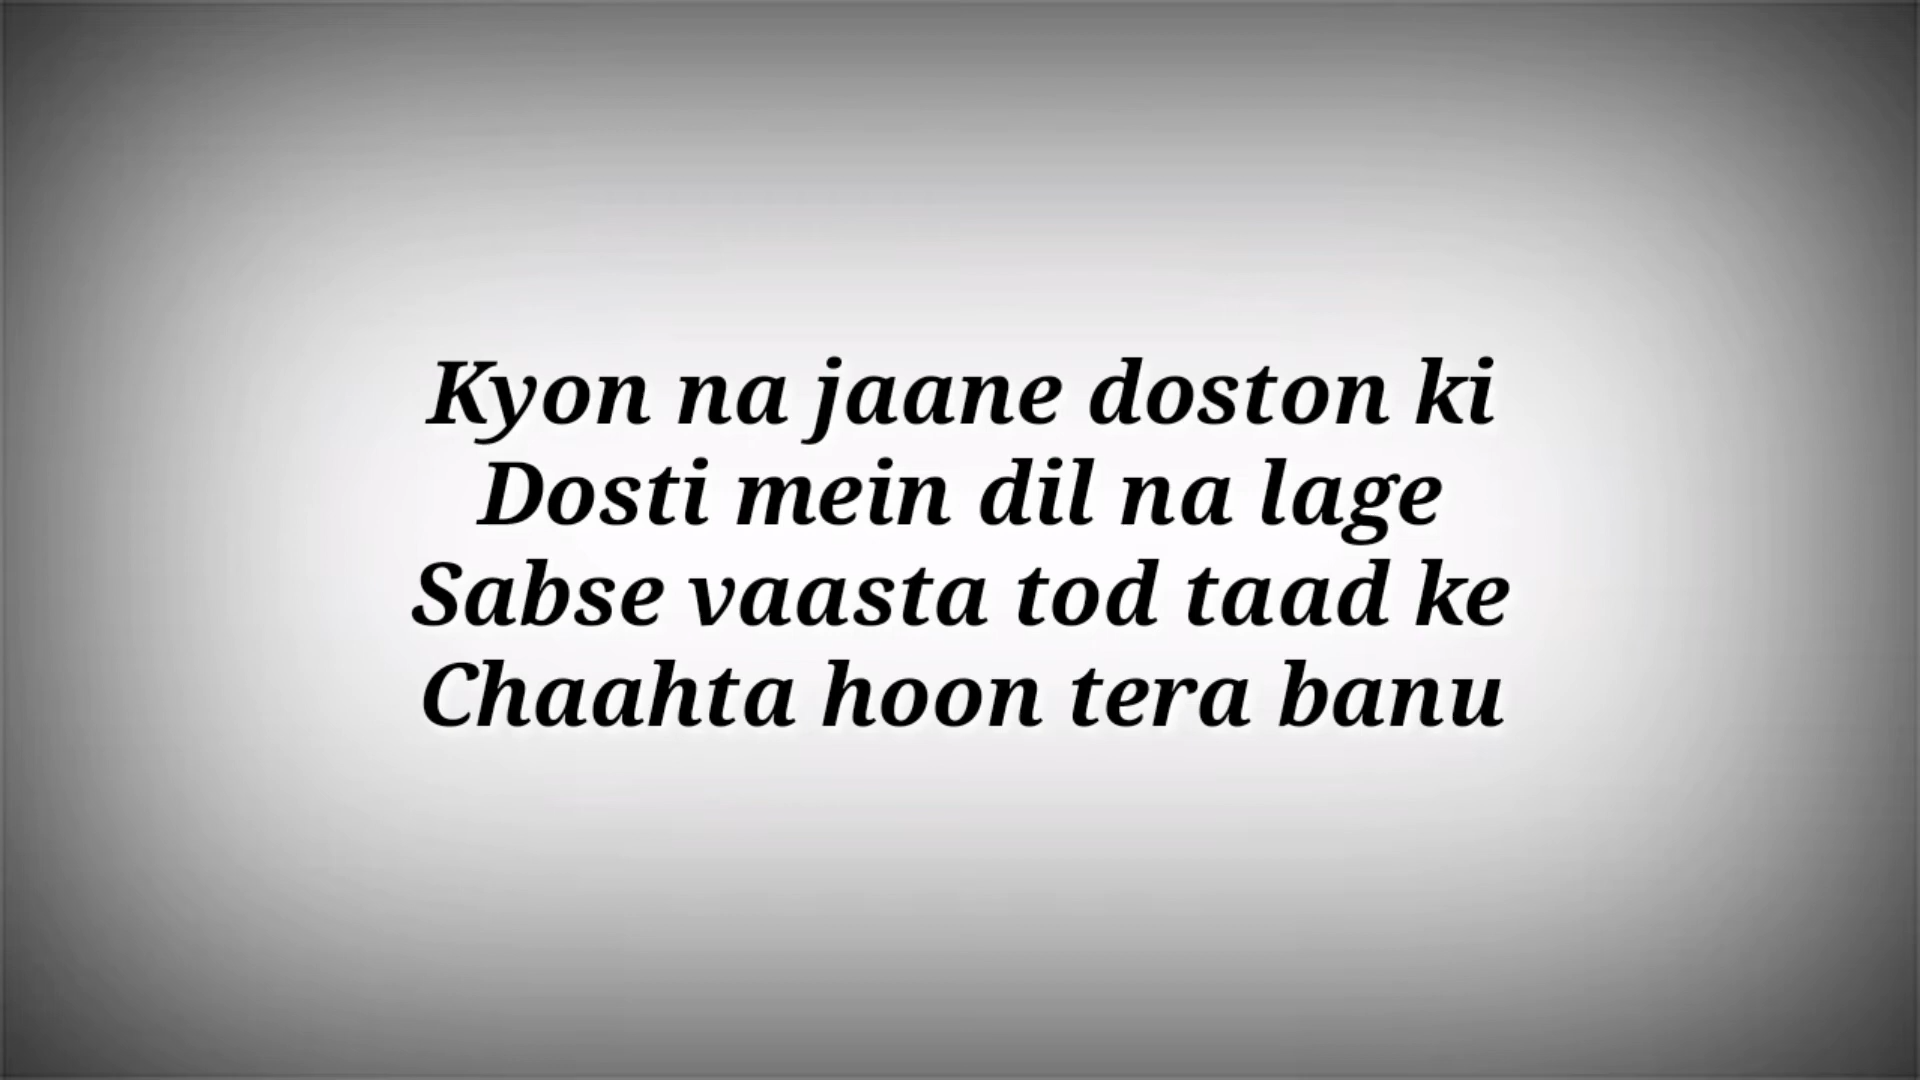 Kyon na jaane doston ki
Dosti mein dil na lage
Sabse vaasta tod taad ke
Chaahta hoon tera banu